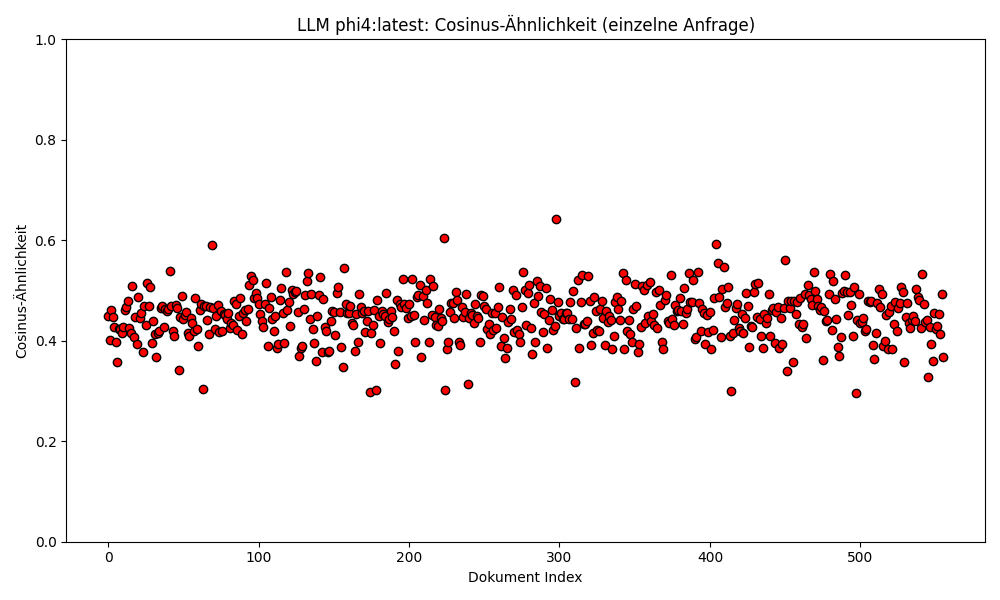 LLM phi4:latest: Cosinus-Ähnlichkeit (einzelne Anfrage)
1.0
0.8
0.6
0.4
0.2
0.0
Cosinus-Ähnlichkeit
0 100 200 300 400 500
Dokument Index